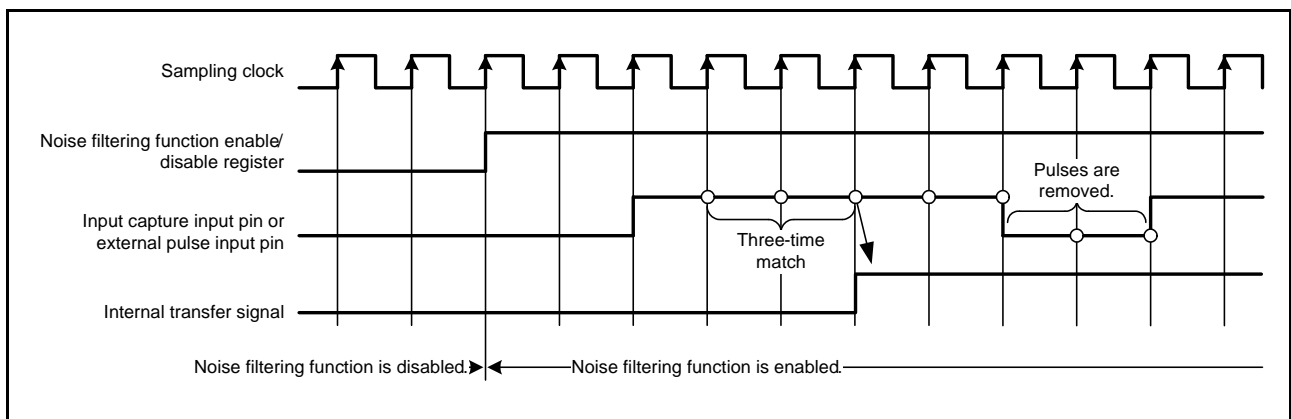 Sampling clock
Noise filtering function enable/
disable register
Pulses are
removed.
Input capture input pin or
external pulse input pin
Three-time
match
Internal transfer signal
Noise filtering function is disabled.
Noise filtering function is enabled.